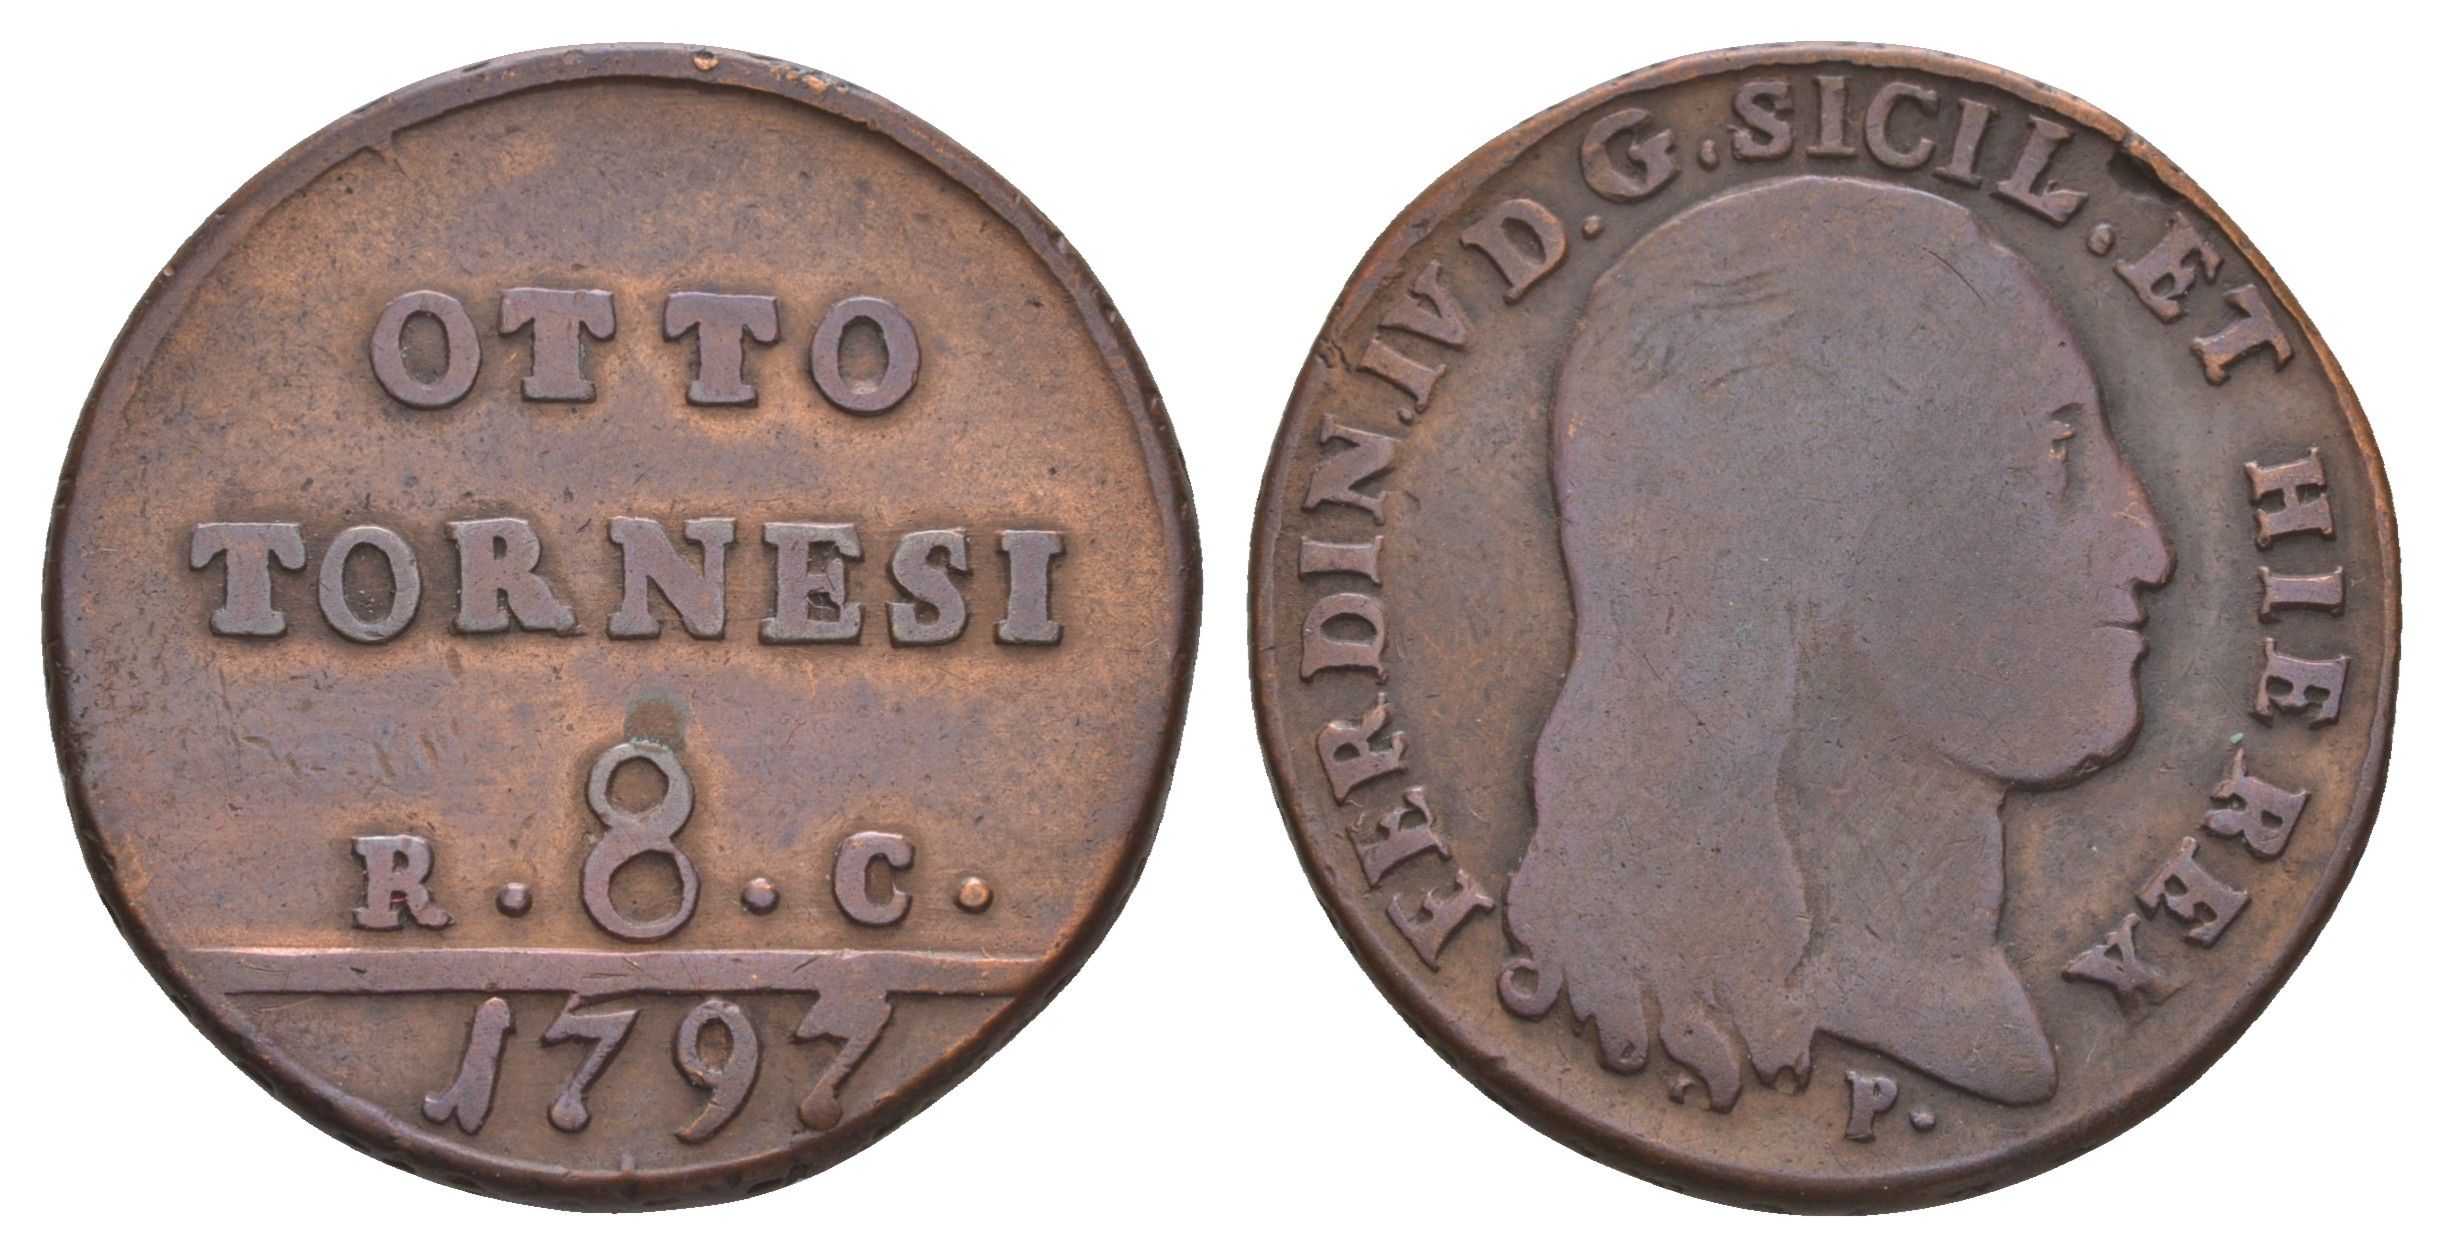 OTTO
TORNESI
R . 8 . C .
1797
FERDIN.IV D.G.SICIL.ET HIE REX
P.